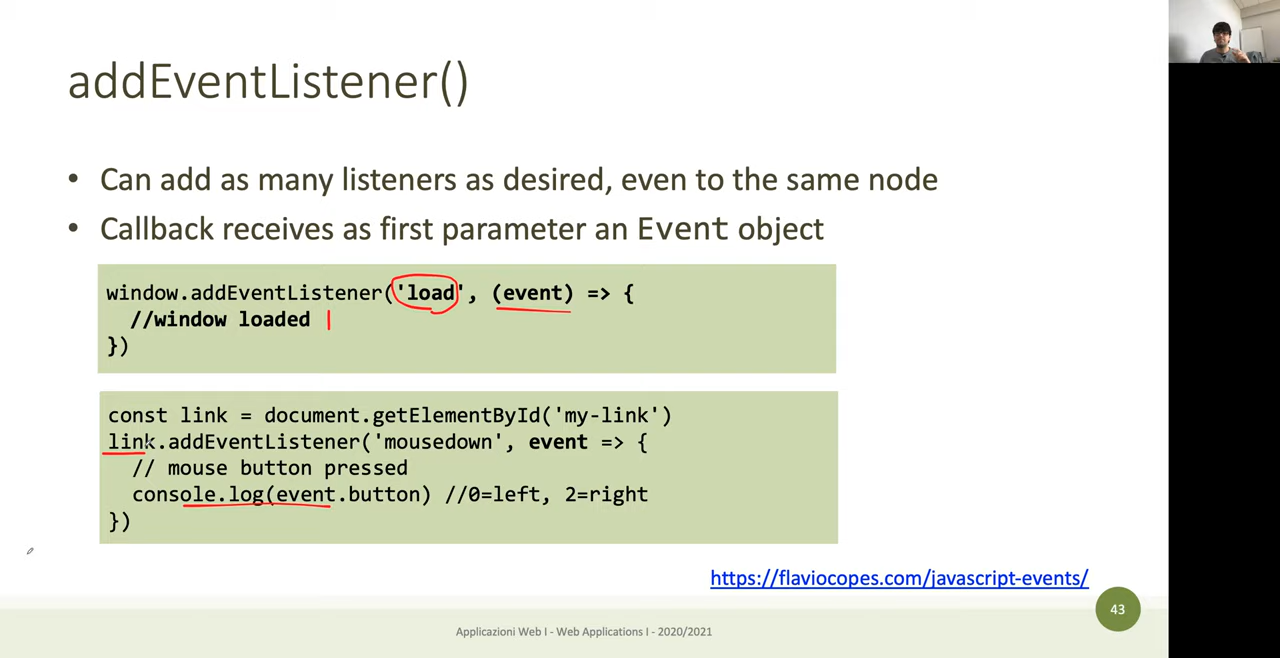 addEventListener()
• Can add as many listeners as desired, even to the same node
• Callback receives as first parameter an Event object
window.addEventListener('load', (event) => {
//window loaded
})
const link = document.getElementById('my-link')
link.addEventListener('mousedown', event => {
// mouse button pressed
console.log(event.button) //0=left, 2=right
})
https://flaviocopes.com/javascript-events/
43
Applicazioni Web I - Web Applications I - 2020/2021